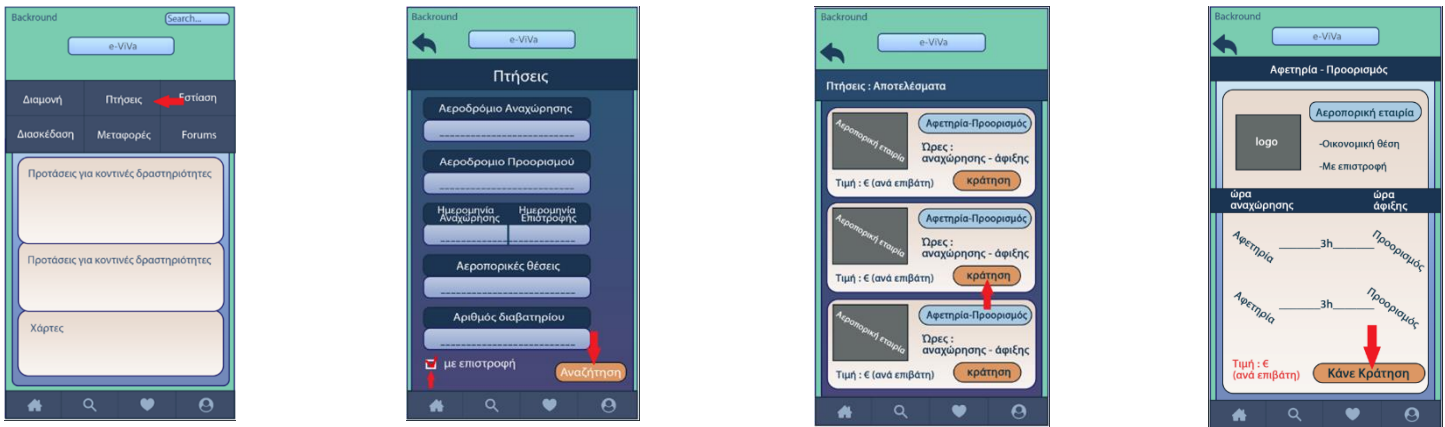 Backround
Search...
e-ViVa
Διαμονή Πτήσεις Εστίαση
Διασκέδαση Μεταφορές Forums
Προτάσεις για κοντινές δραστηριότητες
Προτάσεις για κοντινές δραστηριότητες
Χάρτες
Backround
e-ViVa
Πτήσεις
Αεροδρόμιο Αναχώρησης
Αεροδρομιο Προορισμού
Ημερομηνία Αναχώρησης
Ημερομηνία Επιστροφής
Αεροπορικές θέσεις
Αριθμός διαβατηρίου
με επιστροφή
Αναζήτηση
Backround
e-ViVa
Πτήσεις : Αποτελέσματα
Αεροπορική εταιρία
Αφετηρία-Προορισμός
Ώρες :
αναχώρησης - άφιξης
Τιμή : € (ανά επιβάτη)
κράτηση
Αεροπορική εταιρία
Αφετηρία-Προορισμός
Ώρες :
αναχώρησης - άφιξης
Τιμή : € (ανά επιβάτη)
κράτηση
Αεροπορική εταιρία
Αφετηρία-Προορισμός
Ώρες :
αναχώρησης - άφιξης
Τιμή : € (ανά επιβάτη)
κράτηση
Backround
e-ViVa
Αφετηρία - Προορισμός
Αεροπορική εταιρία
logo
-Οικονομική θέση
-Με επιστροφή
ώρα
αναχώρησης
ώρα
άφιξης
Αφετηρία ______3h______ Προορισμός
Αφετηρία ______3h______ Προορισμός
Τιμή : €
(ανά επιβάτη)
Κάνε Κράτηση